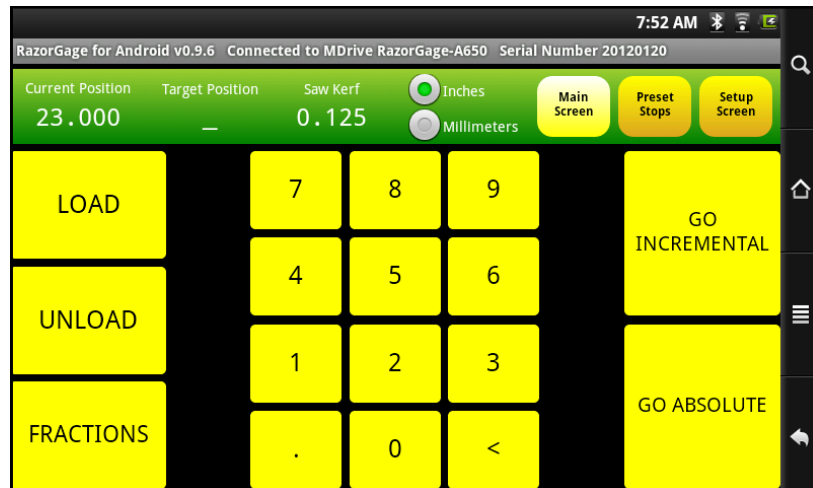 7:52 AM
RazorGage for Android v0.9.6 Connected to MDrive RazorGage-A650 Serial Number 20120120
Current Position Target Position Saw Kerf Inches Main Screen Preset Stops Setup Screen
23.000 _ 0.125 Millimeters
LOAD 7 8 9 GO INCREMENTAL
4 5 6
UNLOAD
1 2 3
GO ABSOLUTE
FRACTIONS . 0 <